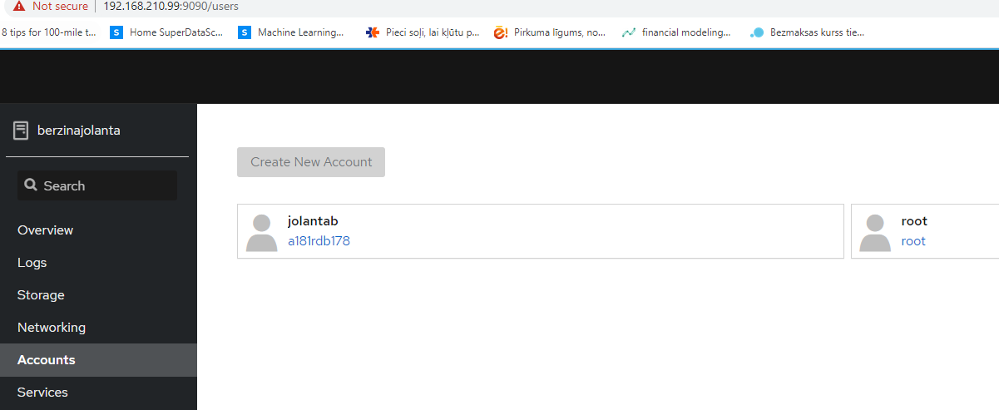 Not secure 192.168.210.99:9090/users
8 tips for 100-mile t... S Home SuperDataSc... S Machine Learning... Pieci soļi, lai kļūtu p... Pirkuma līgums, no... financial modeling... Bezmaksas kurss tie...
berzinajolanta
Search
Overview
Logs
Storage
Networking
Accounts
Services
Create New Account
jolantab
a181rdb178
root
root